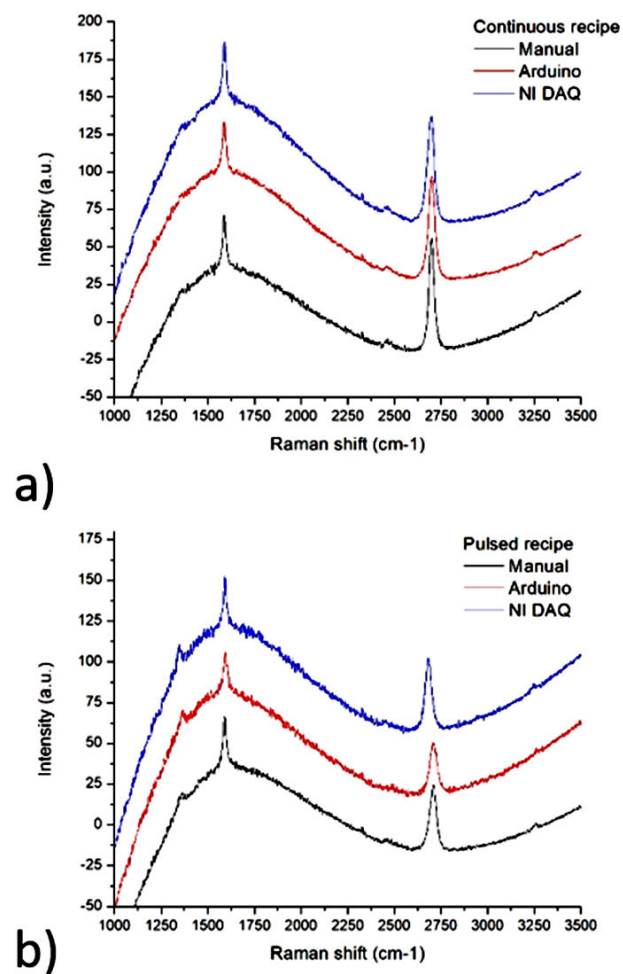 Continuous recipe
Manual
Arduino
NI DAQ
200
175
150
125
100
75
50
25
0
-25
-50
Intensity (a.u.)
1000 1250 1500 1750 2000 2250 2500 2750 3000 3250 3500
Raman shift (cm-1)
a)
Pulsed recipe
Manual
Arduino
NI DAQ
175
150
125
100
75
50
25
0
-25
-50
Intensity (a.u.)
1000 1250 1500 1750 2000 2250 2500 2750 3000 3250 3500
Raman shift (cm-1)
b)